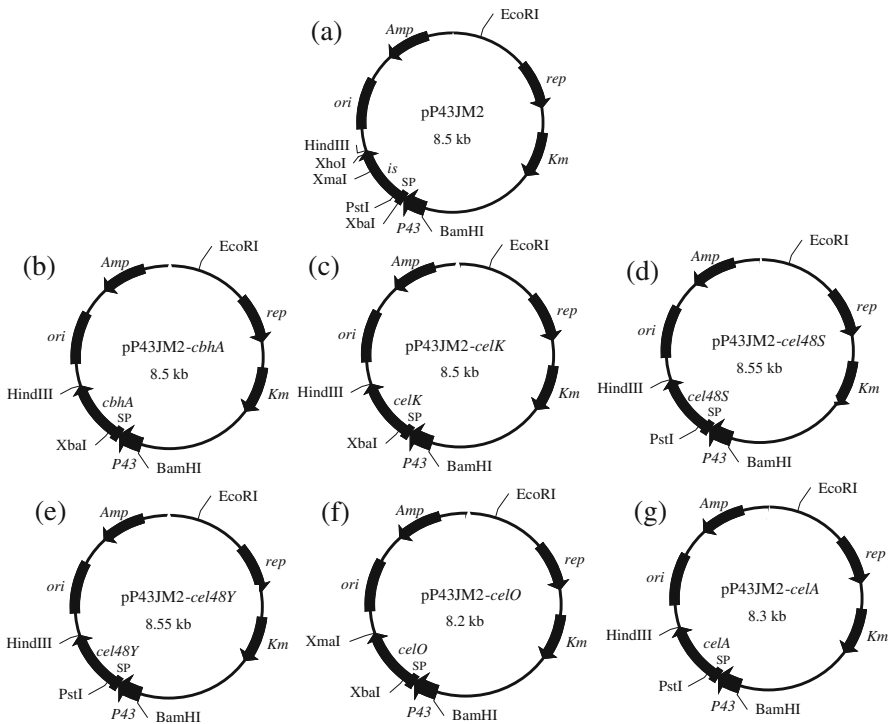 (a)
EcoRI
Amp
rep
ori
pP43JM2
8.5 kb
HindIII
XhoI
XmaI
is
SP
Km
PstI
XbaI
P43
BamHI
(b)
EcoRI
Amp
rep
ori
pP43JM2-cbhA
8.5 kb
HindIII
cbhA
SP
Km
XbaI
P43
BamHI
(c)
EcoRI
Amp
rep
ori
pP43JM2-celK
8.5 kb
HindIII
celK
SP
Km
XbaI
P43
BamHI
(d)
EcoRI
Amp
rep
ori
pP43JM2-cel48S
8.55 kb
HindIII
cel48S
SP
Km
PstI
P43
BamHI
(e)
EcoRI
Amp
rep
ori
pP43JM2-cel48Y
8.55 kb
HindIII
cel48Y
SP
Km
PstI
P43
BamHI
(f)
EcoRI
Amp
rep
ori
pP43JM2-celO
8.2 kb
XmaI
celO
SP
Km
XbaI
P43
BamHI
(g)
EcoRI
Amp
rep
ori
pP43JM2-celA
8.3 kb
HindIII
celA
SP
Km
PstI
P43
BamHI